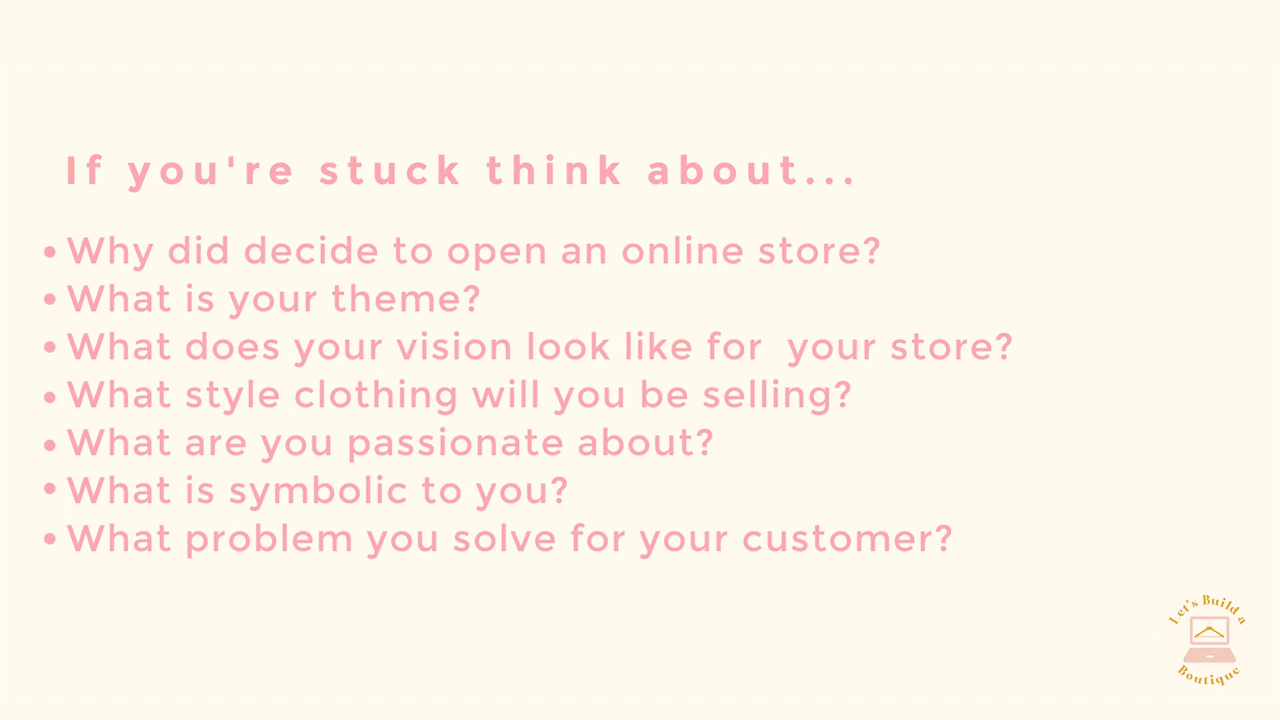 If you're stuck think about...
• Why did decide to open an online store?
• What is your theme?
• What does your vision look like for  your store?
• What style clothing will you be selling?
• What are you passionate about?
• What is symbolic to you?
• What problem you solve for your customer?
Let's Build a
Boutique